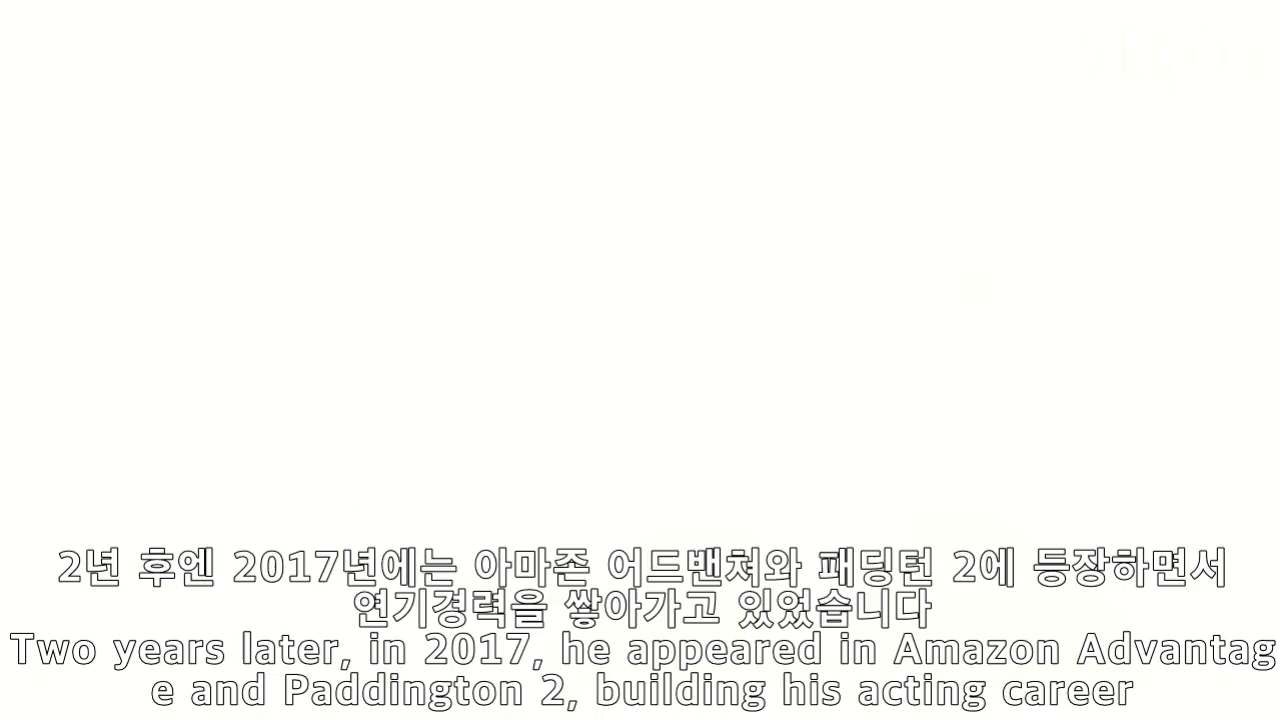 2년 후엔 2017년에는 아마존 어드밴쳐와 패딩턴 2에 등장하면서
연기경력을 쌓아가고 있었습니다
Two years later, in 2017, he appeared in Amazon Advantag
e and Paddington 2, building his acting career